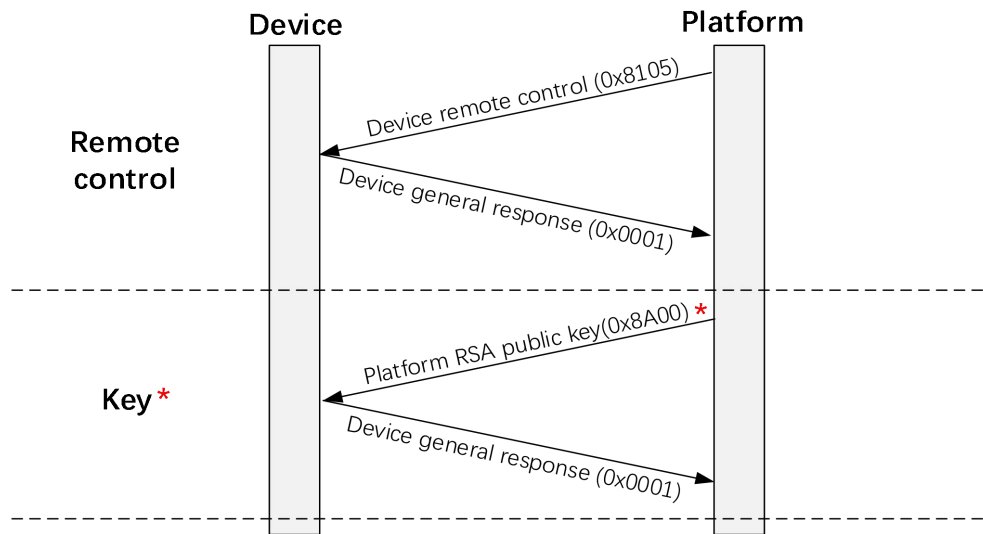 Device
Platform
Device remote control (0x8105)
Remote
control
Device general response (0x0001)
Platform RSA public key(0x8A00) *
Key*
Device general response (0x0001)